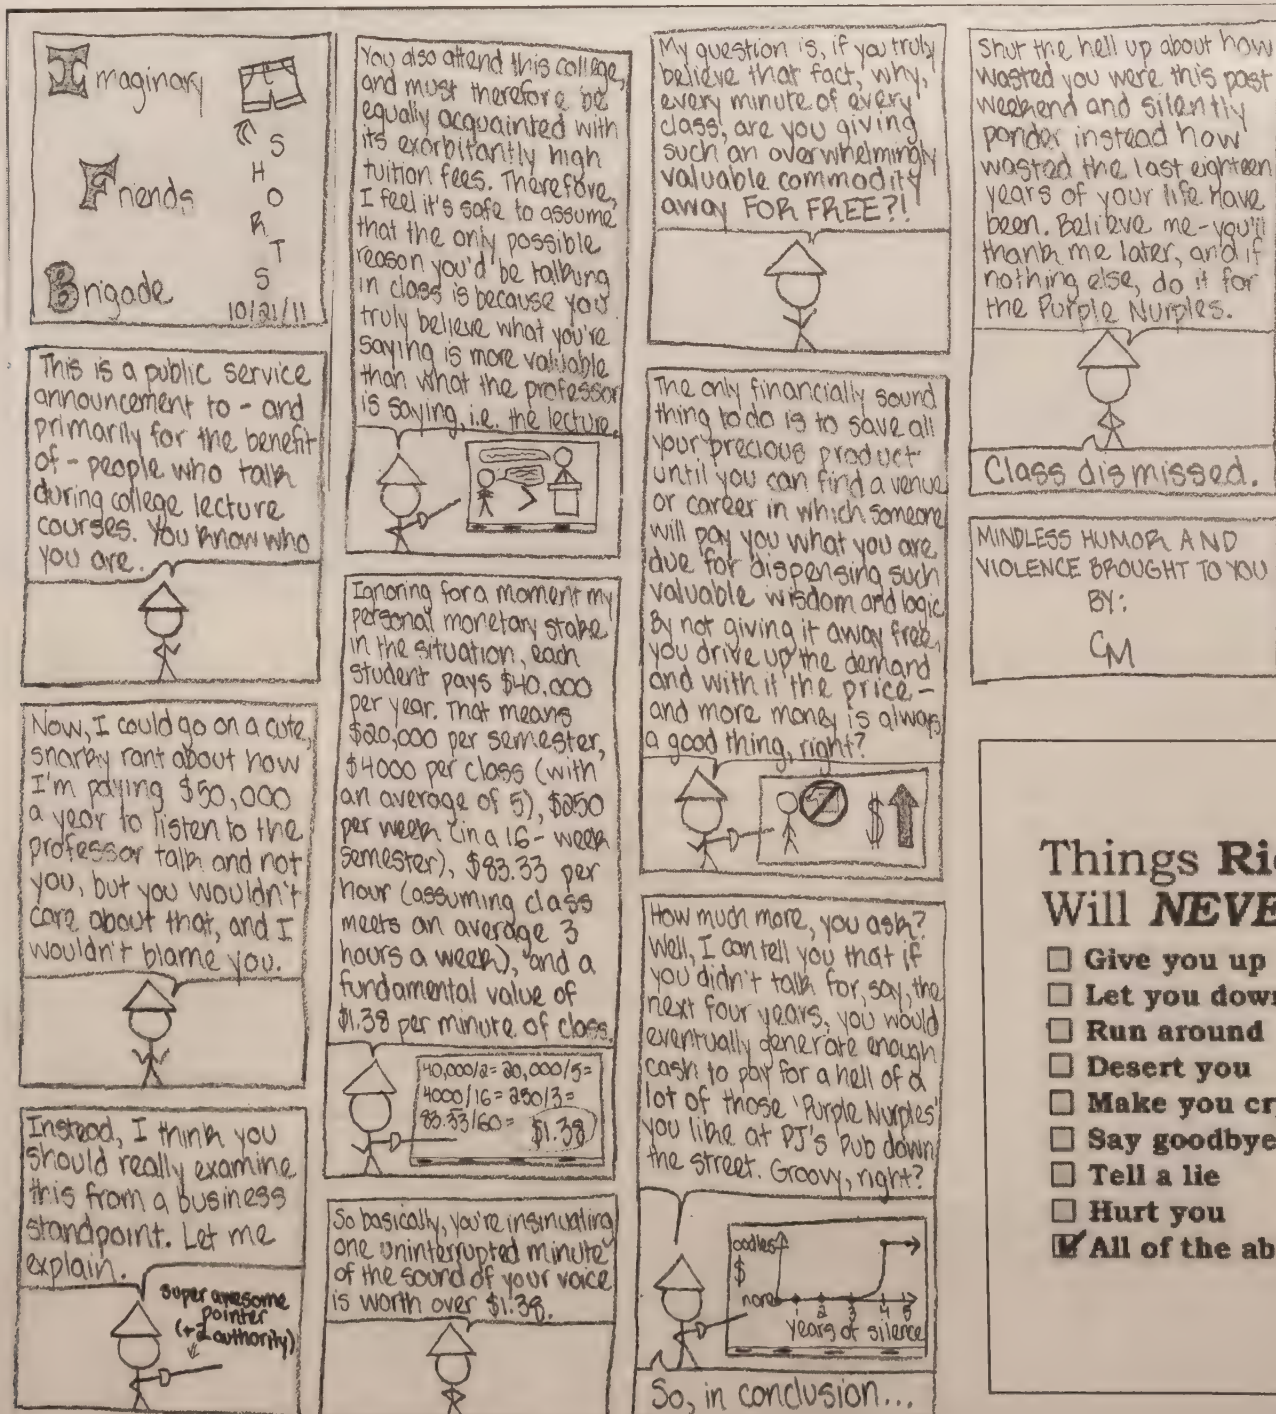 Imaginary
Friends
Brigade
SHORTS
10/21/11
This is a public service
announcement to - and
primarily for the benefit
of - people who talk
during college lecture
courses. You know who
you are.
Now, I could go on a cute,
snarky rant about how
I'm paying $50,000
a year to listen to the
professor talk and not
you, but you wouldn't
care about that, and I
wouldn't blame you.
Instead, I think you
should really examine
this from a business
standpoint. Let me
explain.
super awesome
pointer
(+2 authority)
You also attend this college,
and must therefore be
equally acquainted with
its exorbitantly high
tuition fees. Therefore,
I feel it's safe to assume
that the only possible
reason you'd be talking
in class is because you
truly believe what you're
saying is more valuable
than what the professor
is saying, i.e. the lecture.
Ignoring for a moment my
personal monetary stake
in the situation, each
student pays $40,000
per year. That means
$20,000 per semester,
$4000 per class (with
an average of 5), $250
per week (in a 16-week
semester), $83.33 per
hour (assuming class
meets an average 3
hours a week), and a
fundamental value of
$1.38 per minute of class.
40,000/2 = 20,000/5 =
4000/16 = 250/3 =
83.33/60 = $1.38
So basically, you're insinuating
one uninterrupted minute
of the sound of your voice
is worth over $1.38.
My question is, if you truly
believe that fact, why,
every minute of every
class, are you giving
such an overwhelmingly
valuable commodity
away FOR FREE?!
The only financially sound
thing to do is to save all
your precious product
until you can find a venue
or career in which someone
will pay you what you are
due for dispensing such
valuable wisdom and logic
By not giving it away free,
you drive up the demand
and with it the price -
and more money is always
a good thing, right?
$
How much more, you ask?
Well, I can tell you that if
you didn't talk for, say, the
next four years, you would
eventually generate enough
cash to pay for a hell of a
lot of those 'Purple Nurples'
you like at PJ's Pub down
the street. Groovy, right?
oodles
$
none
1 2 3 4 5
years of silence
So, in conclusion...
Shut the hell up about how
wasted you were this past
weekend and silently
ponder instead how
wasted the last eighteen
years of your life have
been. Believe me - you'll
thank me later, and if
nothing else, do it for
the Purple Nurples.
Class dismissed.
MINDLESS HUMOR AND
VIOLENCE BROUGHT TO YOU
BY:
CM
Things Ri
Will NEVE
Give you up
Let you down
Run around
Desert you
Make you cr
Say goodbye
Tell a lie
Hurt you
All of the ab